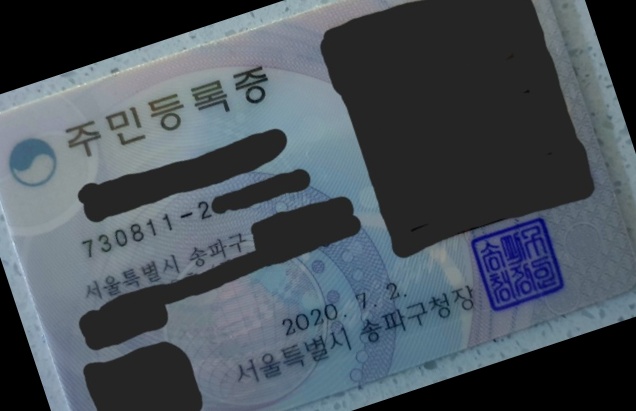 주민등록증
730811-2
서울특별시 송파구
2020. 7. 2.
서울특별시 송파구청장